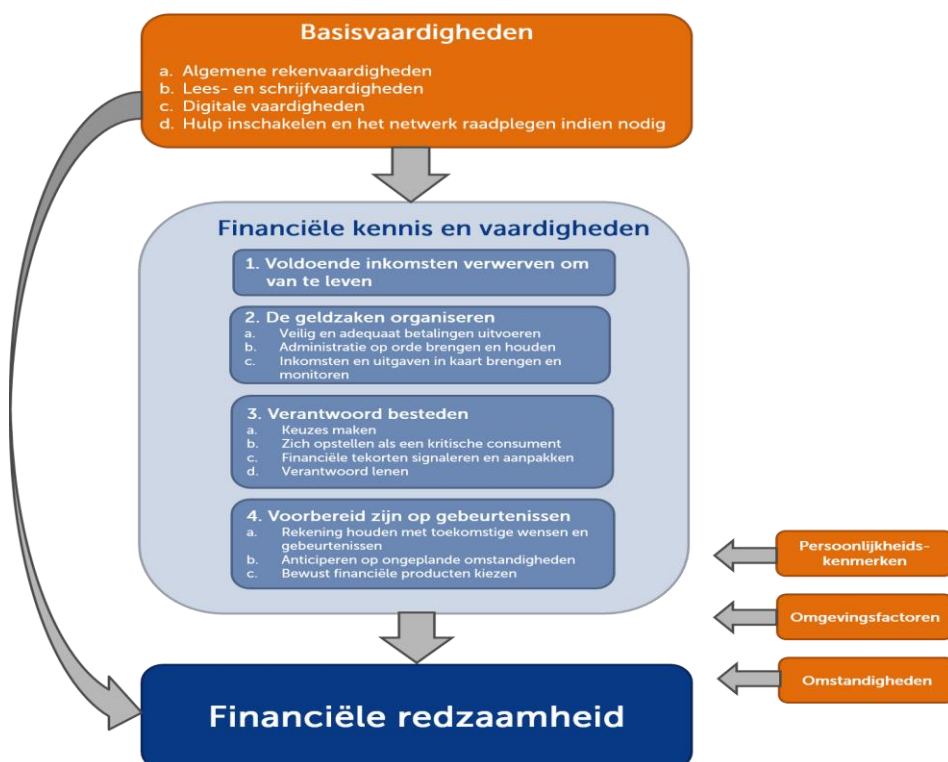 Basisvaardigheden
a. Algemene rekenvaardigheden
b. Lees- en schrijfvaardigheden
c. Digitale vaardigheden
d. Hulp inschakelen en het netwerk raadplegen indien nodig
Financiële kennis en vaardigheden
1. Voldoende inkomsten verwerven om
van te leven
2. De geldzaken organiseren
a. Veilig en adequaat betalingen uitvoeren
b. Administratie op orde brengen en houden
c. Inkomsten en uitgaven in kaart brengen en
monitoren
3. Verantwoord besteden
a. Keuzes maken
b. Zich opstellen als een kritische consument
c. Financiële tekorten signaleren en aanpakken
d. Verantwoord lenen
4. Voorbereid zijn op gebeurtenissen
a. Rekening houden met toekomstige wensen en
gebeurtenissen
b. Anticiperen op ongeplande omstandigheden
c. Bewust financiële producten kiezen
Persoonlijkheids-
kenmerken
Omgevingsfactoren
Omstandigheden
Financiële redzaamheid